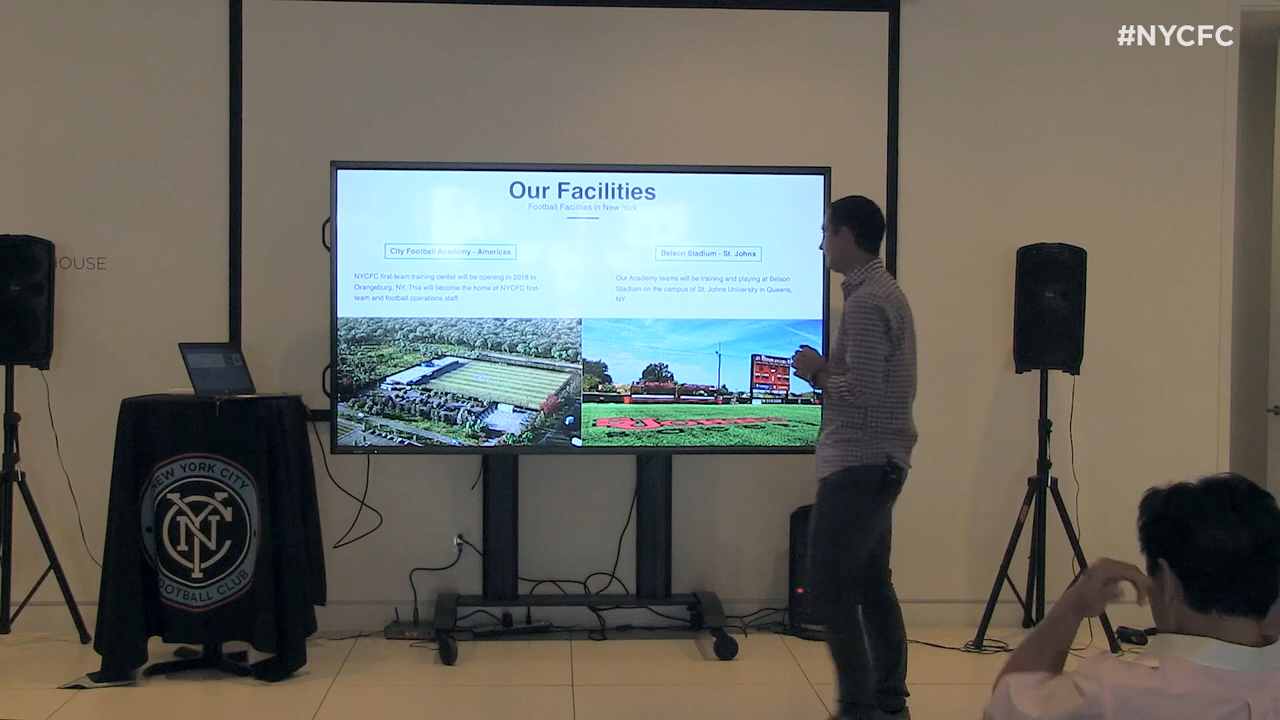 #NYCFC
Our Facilities
Football Facilities in New York
City Football Academy - Americas
Belson Stadium - St. Johns
NYCFC first-team training center will be opening in 2018 in
Orangeburg, NY. This will become the home of NYCFC first-
team and football operations staff.
Our Academy teams will be training and playing at Belson
Stadium on the campus of St. Johns University in Queens,
NY.
OUSE
NEW YORK CITY
NYC
FOOTBALL CLUB